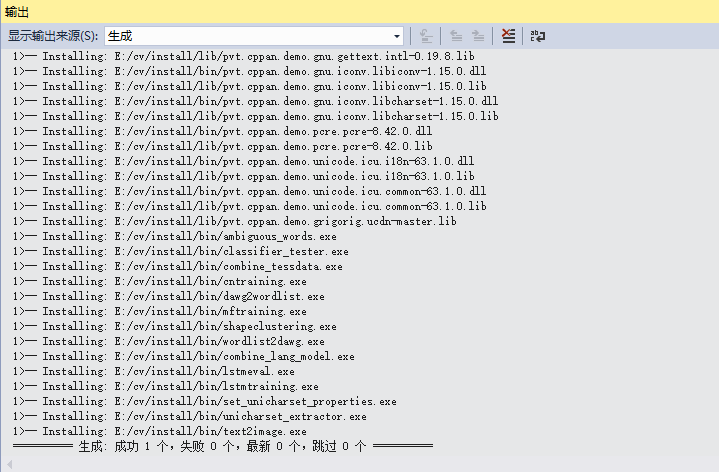 输出
显示输出来源(S): 生成
1>-- Installing: E:/cv/install/lib/pvt.cppan.demo.gnu.gettext.intl-0.19.8.lib
1>-- Installing: E:/cv/install/bin/pvt.cppan.demo.gnu.iconv.libiconv-1.15.0.dll
1>-- Installing: E:/cv/install/lib/pvt.cppan.demo.gnu.iconv.libiconv-1.15.0.lib
1>-- Installing: E:/cv/install/bin/pvt.cppan.demo.gnu.iconv.libcharset-1.15.0.dll
1>-- Installing: E:/cv/install/lib/pvt.cppan.demo.gnu.iconv.libcharset-1.15.0.lib
1>-- Installing: E:/cv/install/bin/pvt.cppan.demo.pcre.pcre-8.42.0.dll
1>-- Installing: E:/cv/install/lib/pvt.cppan.demo.pcre.pcre-8.42.0.lib
1>-- Installing: E:/cv/install/bin/pvt.cppan.demo.unicode.icu.i18n-63.1.0.dll
1>-- Installing: E:/cv/install/lib/pvt.cppan.demo.unicode.icu.i18n-63.1.0.lib
1>-- Installing: E:/cv/install/bin/pvt.cppan.demo.unicode.icu.common-63.1.0.dll
1>-- Installing: E:/cv/install/lib/pvt.cppan.demo.unicode.icu.common-63.1.0.lib
1>-- Installing: E:/cv/install/lib/pvt.cppan.demo.grigorig.ucdn-master.lib
1>-- Installing: E:/cv/install/bin/ambiguous_words.exe
1>-- Installing: E:/cv/install/bin/classifier_tester.exe
1>-- Installing: E:/cv/install/bin/combine_tessdata.exe
1>-- Installing: E:/cv/install/bin/cntraining.exe
1>-- Installing: E:/cv/install/bin/dawg2wordlist.exe
1>-- Installing: E:/cv/install/bin/mftraining.exe
1>-- Installing: E:/cv/install/bin/shapeclustering.exe
1>-- Installing: E:/cv/install/bin/wordlist2dawg.exe
1>-- Installing: E:/cv/install/bin/combine_lang_model.exe
1>-- Installing: E:/cv/install/bin/lstmeval.exe
1>-- Installing: E:/cv/install/bin/lstmtraining.exe
1>-- Installing: E:/cv/install/bin/set_unicharset_properties.exe
1>-- Installing: E:/cv/install/bin/unicharset_extractor.exe
1>-- Installing: E:/cv/install/bin/text2image.exe
========== 生成: 成功 1 个，失败 0 个，最新 0 个，跳过 0 个 ==========